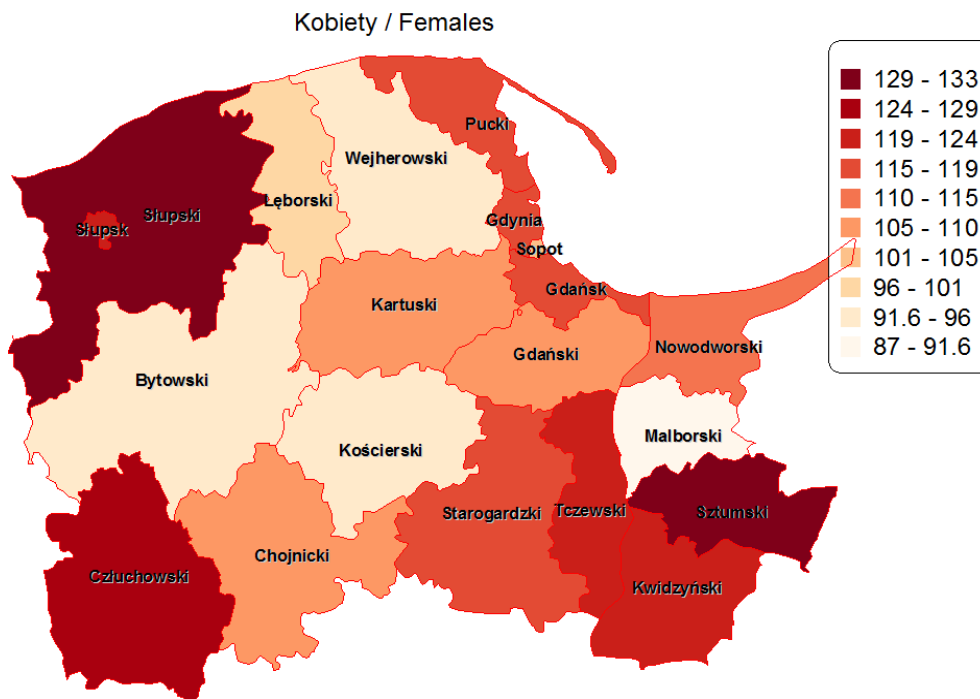 Kobiety / Females
129 - 133
124 - 129
119 - 124
115 - 119
110 - 115
105 - 110
101 - 105
96 - 101
91.6 - 96
87 - 91.6
Pucki
Wejherowski
Lęborski
Słupski
Słupsk
Gdynia
Sopot
Gdańsk
Kartuski
Gdański
Nowodworski
Bytowski
Kościerski
Malborski
Starogardzki
Tczewski
Sztumski
Chojnicki
Człuchowski
Kwidzyński